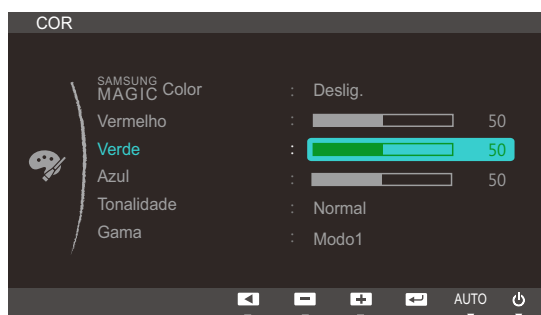 COR
SAMSUNG
MAGIC Color : Deslig.
Vermelho : 50
Verde : 50
Azul : 50
Tonalidade : Normal
Gama : Modo1
AUTO